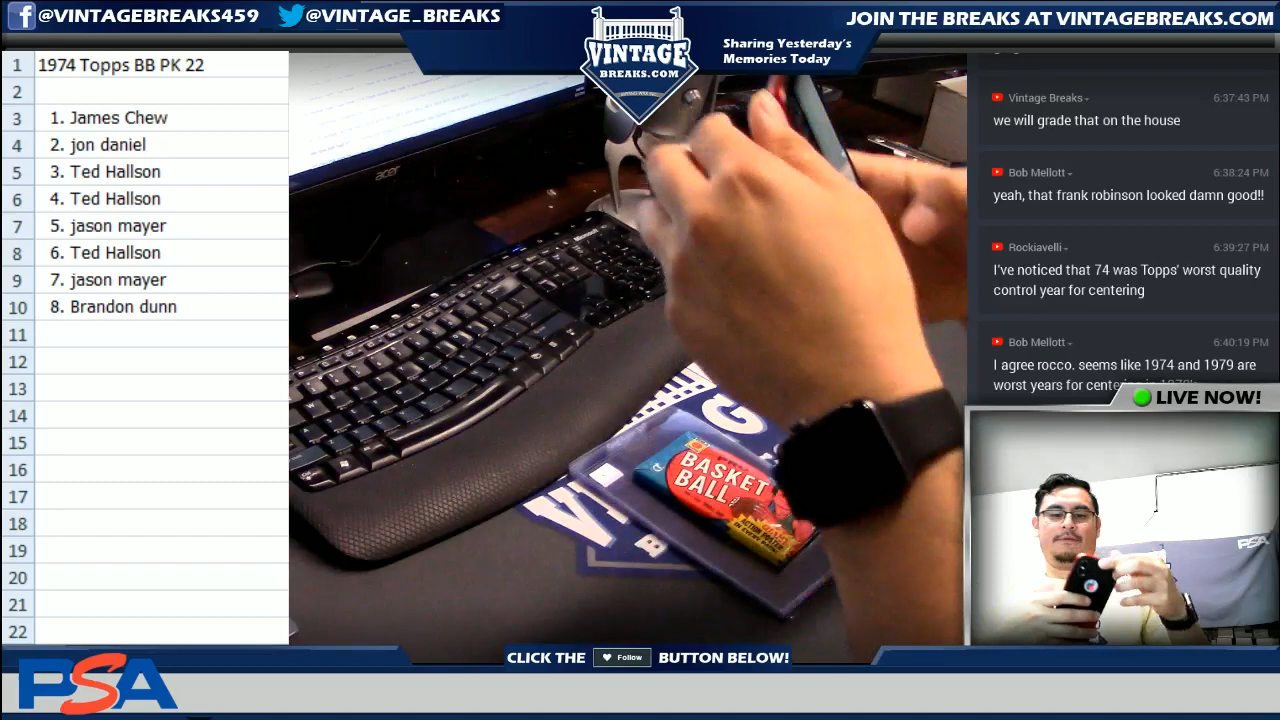 @VINTAGEBREAKS459
@VINTAGE_BREAKS
VINTAGE
BREAKS.COM
Sharing Yesterday's
Memories Today
JOIN THE BREAKS AT VINTAGEBREAKS.COM
1 1974 Topps BB PK 22
2
3 1. James Chew
4 2. jon daniel
5 3. Ted Hallson
6 4. Ted Hallson
7 5. jason mayer
8 6. Ted Hallson
9 7. jason mayer
10 8. Brandon dunn
11
12
13
14
15
16
17
18
19
20
21
22
acer
BASKET
BALL
ACTION POSTER
IN EVERY PACK
Vintage Breaks 6:37:43 PM
we will grade that on the house
Bob Mellott 6:38:24 PM
yeah, that frank robinson looked damn good!!
Rockiavelli 6:39:27 PM
I've noticed that 74 was Topps' worst quality
control year for centering
Bob Mellott 6:40:19 PM
I agree rocco. seems like 1974 and 1979 are
worst years for
LIVE NOW!
PSA
CLICK THE Follow BUTTON BELOW!
PSA